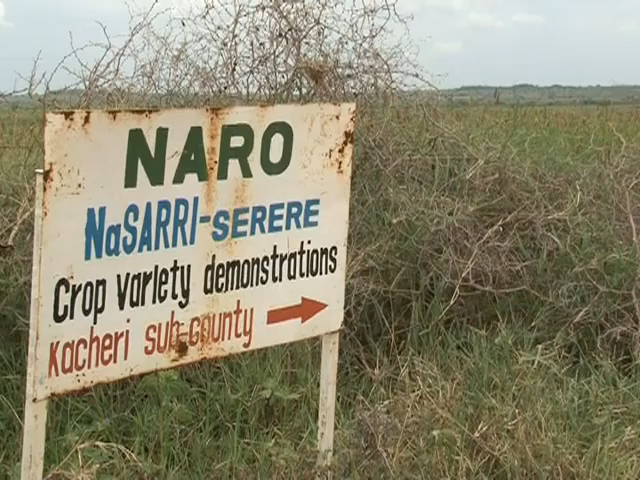 NARO
NaSARRI-SERERE
Crop variety demonstrations
Kacheri sub-county